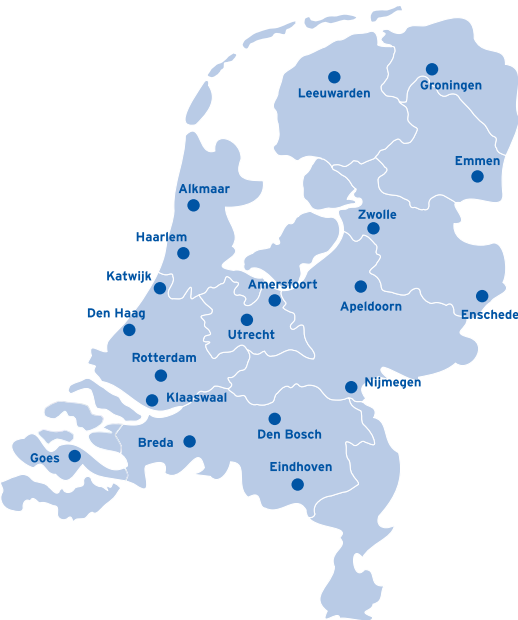 Leeuwarden
Groningen
Emmen
Alkmaar
Zwolle
Haarlem
Katwijk
Amersfoort
Apeldoorn
Den Haag
Enschede
Utrecht
Rotterdam
Nijmegen
Klaaswaal
Den Bosch
Breda
Goes
Eindhoven